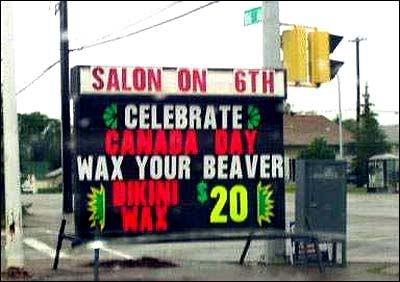 SALON ON 6TH
CELEBRATE
CANADA DAY
WAX YOUR BEAVER
BIKINI
WAX
$20